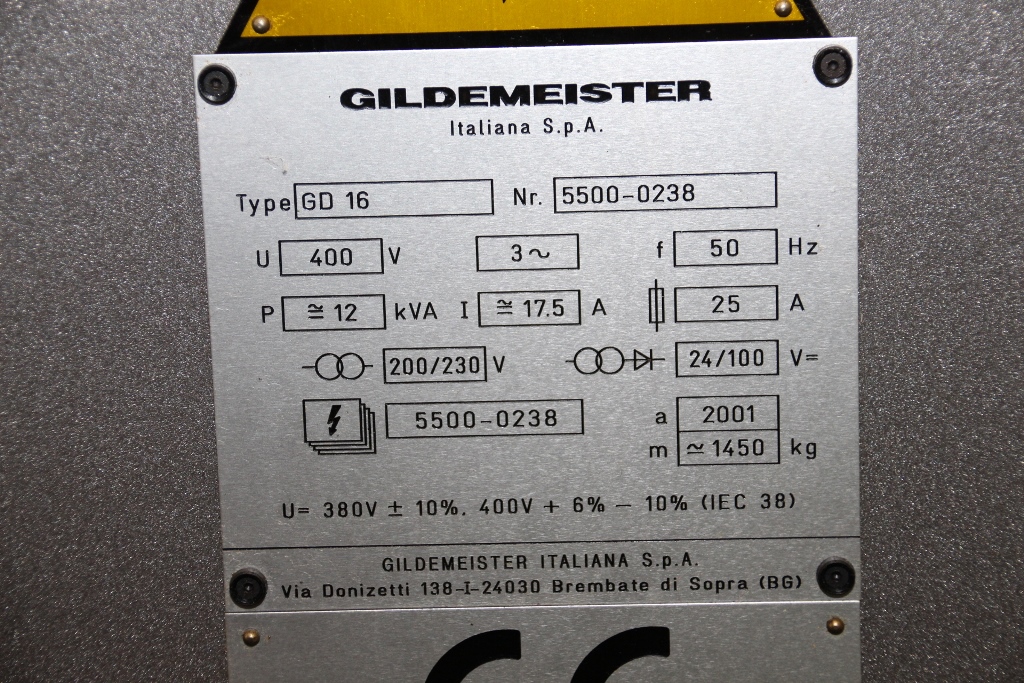 GILDEMEISTER
Italiana S.p.A.
Type GD 16 Nr. 5500-0238
U 400 V 3~ f 50 Hz
P ≅ 12 kVA I ≅ 17.5 A 25 A
200/230 V 24/100 V=
5500-0238 a 2001
m ≃ 1450 kg
U= 380V ± 10%. 400V + 6% - 10% (IEC 38)
GILDEMEISTER ITALIANA S.p.A.
Via Donizetti 138-I-24030 Brembate di Sopra (BG)
CE